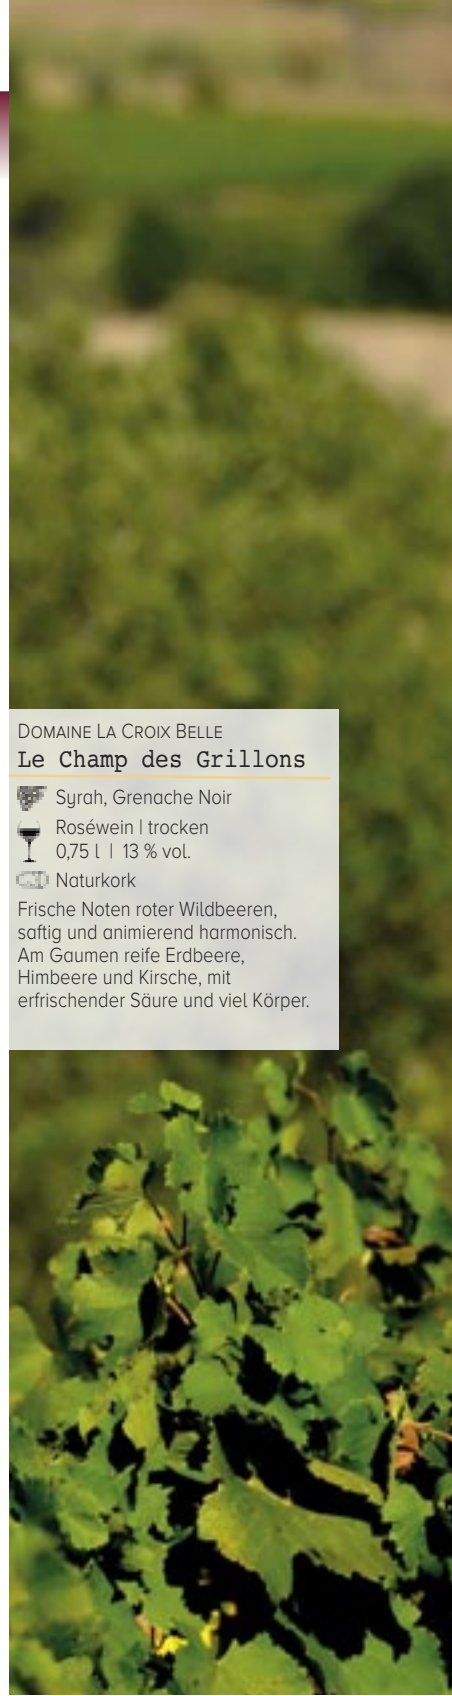 DOMAINE LA CROIX BELLE
Le Champ des Grillons
Syrah, Grenache Noir
Roséwein | trocken
0,75 l | 13 % vol.
Naturkork
Frische Noten roter Wildbeeren,
saftig und animierend harmonisch.
Am Gaumen reife Erdbeere,
Himbeere und Kirsche, mit
erfrischender Säure und viel Körper.